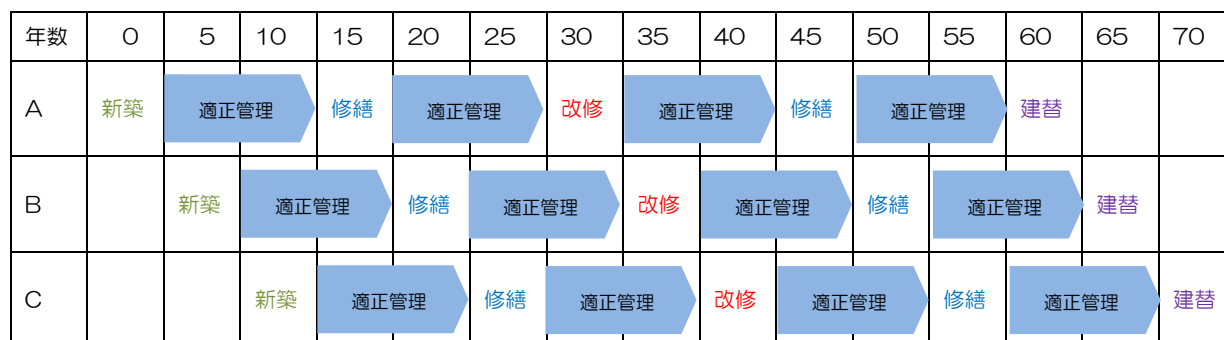 年数 0 5 10 15 20 25 30 35 40 45 50 55 60 65 70
A 新築 適正管理 修繕 適正管理 改修 適正管理 修繕 適正管理 建替
B 新築 適正管理 修繕 適正管理 改修 適正管理 修繕 適正管理 建替
C 新築 適正管理 修繕 適正管理 改修 適正管理 修繕 適正管理 建替